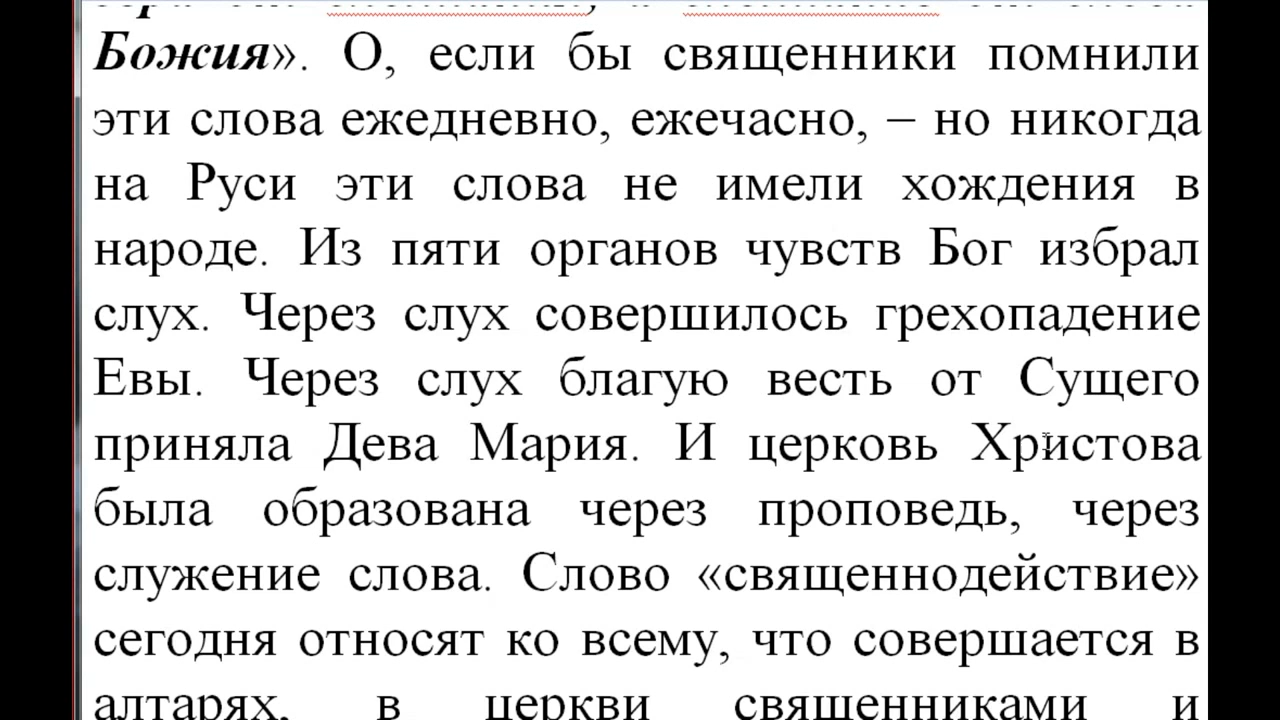 Божия». О, если бы священники помнили
эти слова ежедневно, ежечасно, – но никогда
на Руси эти слова не имели хождения в
народе. Из пяти органов чувств Бог избрал
слух. Через слух совершилось грехопадение
Евы. Через слух благую весть от Сущего
приняла Дева Мария. И церковь Христова
была образована через проповедь, через
служение слова. Слово «священнодействие»
сегодня относят ко всему, что совершается в
алтарях, в церкви священниками и